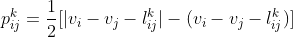 p_{ij}^{k} = \frac{1}{2}[|v_i - v_j - l_{ij}^{k}| - (v_i - v_j - l_{ij}^{k})]